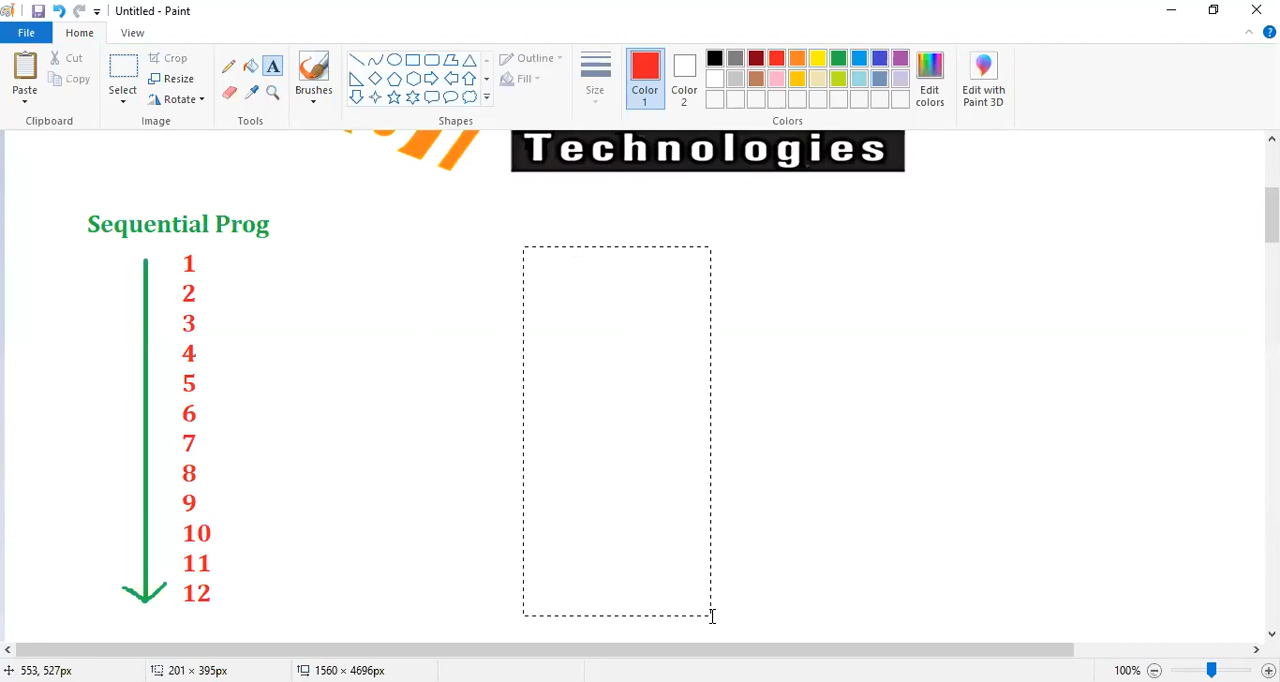 Untitled - Paint
File
Home
View
Paste
Cut
Copy
Clipboard
Select
Crop
Resize
Rotate
Image
A
Tools
Brushes
Outline
Fill
Shapes
Size
Color 1
Color 2
Edit colors
Colors
Edit with Paint 3D
Technologies
Sequential Prog
1
2
3
4
5
6
7
8
9
10
11
12
553, 527px
201 × 395px
1560 × 4696px
100%